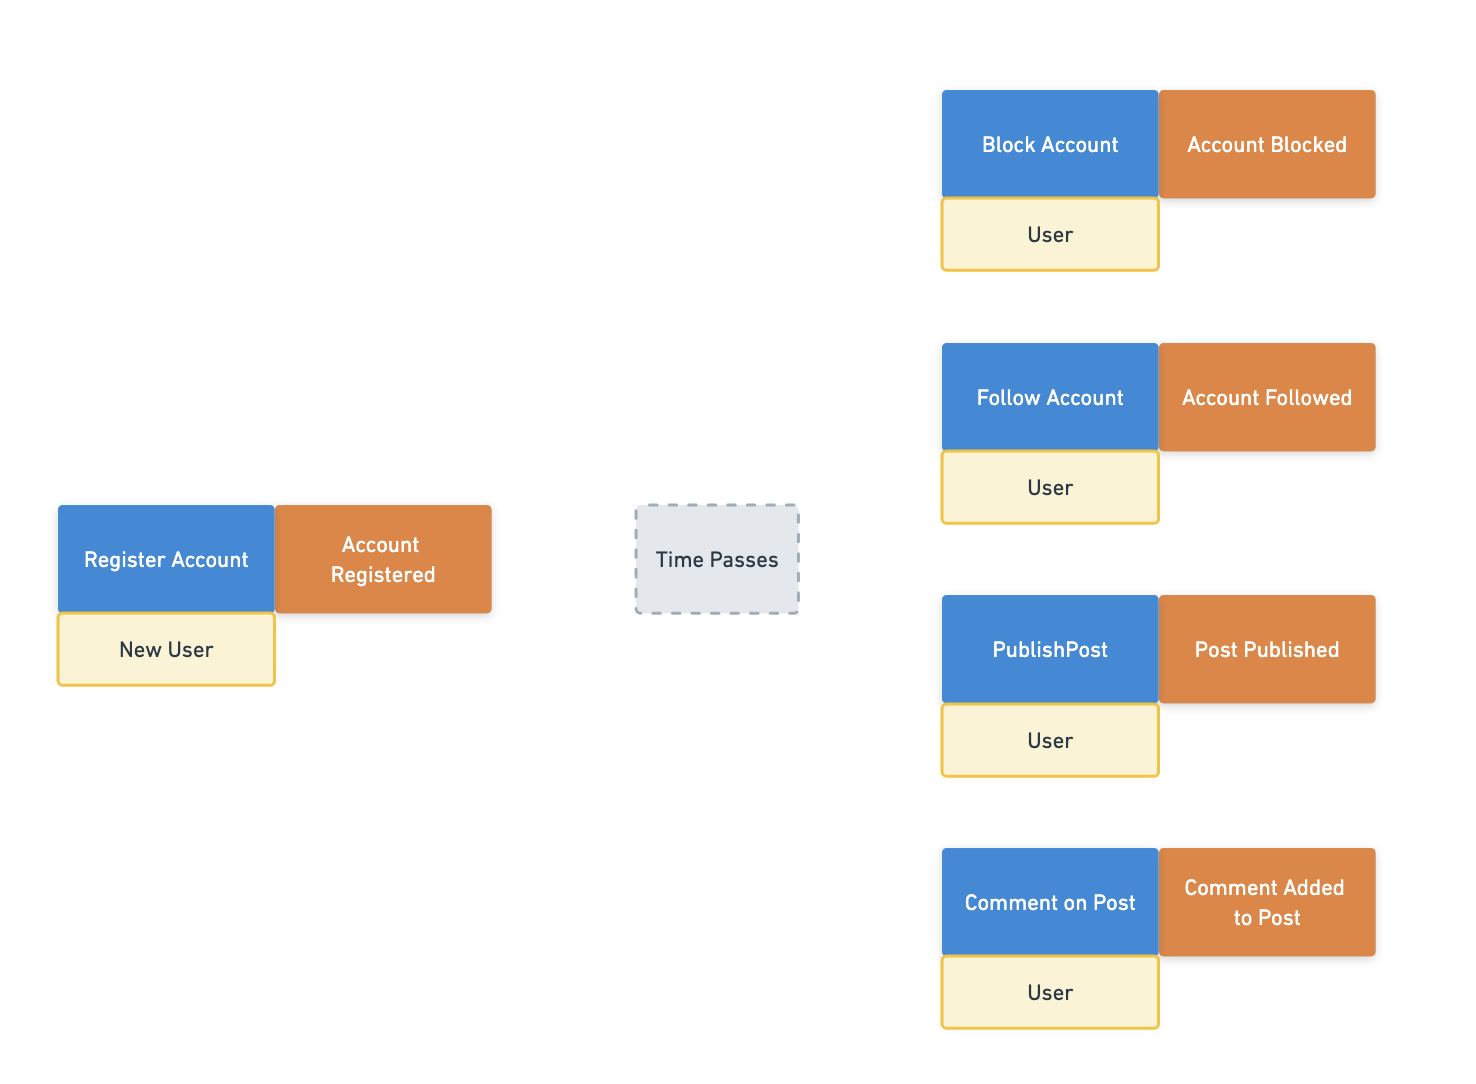 Block Account
Account Blocked
User
Follow Account
Account Followed
User
Register Account
Account
Registered
New User
Time Passes
PublishPost
Post Published
User
Comment on Post
Comment Added
to Post
User